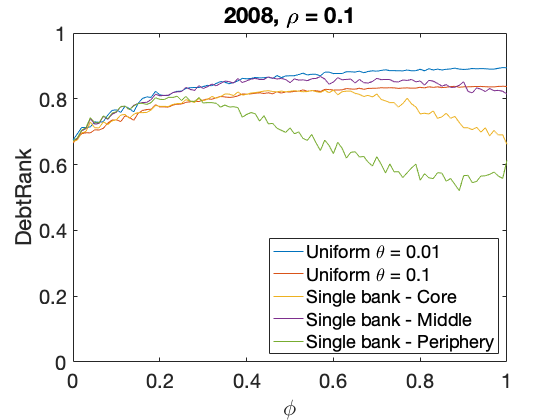 2008, ρ = 0.1
1
0.8
0.6
0.4
0.2
0
DebtRank
Uniform θ = 0.01
Uniform θ = 0.1
Single bank - Core
Single bank - Middle
Single bank - Periphery
0 0.2 0.4 0.6 0.8 1
ϕ